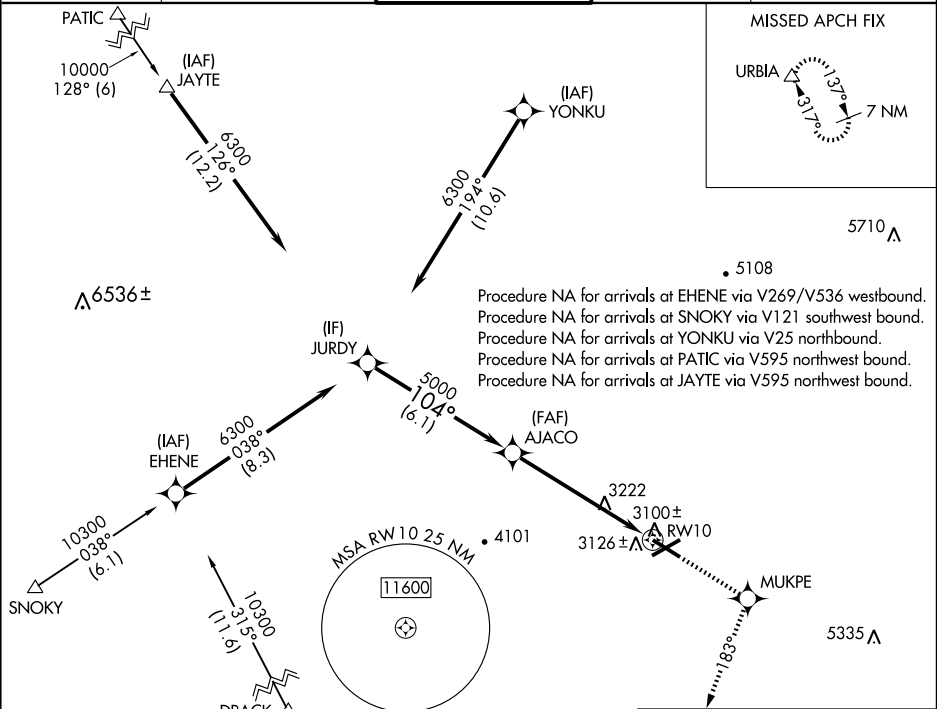 PATIC
10000
128° (6)
(IAF)
JAYTE
6300
126°
(12.2)
(IAF)
YONKU
6300
194°
(10.6)
MISSED APCH FIX
URBIA
137°
317°
7 NM
5710
5108
6536±
Procedure NA for arrivals at EHENE via V269/V536 westbound.
Procedure NA for arrivals at SNOKY via V121 southwest bound.
Procedure NA for arrivals at YONKU via V25 northbound.
Procedure NA for arrivals at PATIC via V595 northwest bound.
Procedure NA for arrivals at JAYTE via V595 northwest bound.
(IF)
JURDY
5000
104°
(6.1)
(FAF)
AJACO
6300
038°
(8.3)
(IAF)
EHENE
10300
038°
(6.1)
SNOKY
3222
3100±
RW10
3126±
4101
MSA RW10 25 NM
11600
MUKPE
183°
5335
10300
315°
(11.6)